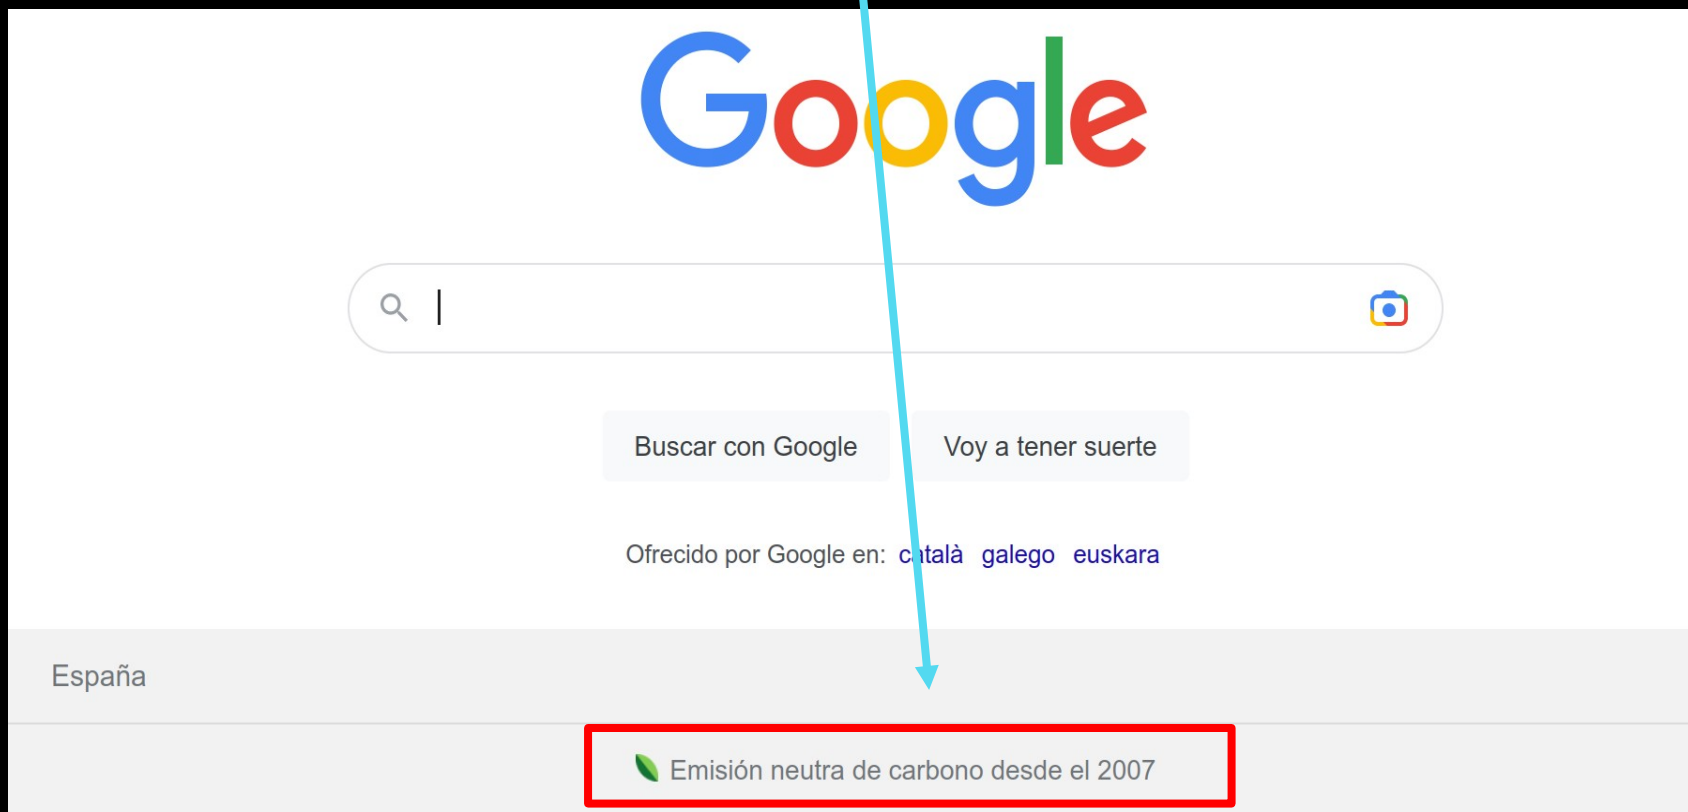 Google
Buscar con Google Voy a tener suerte
Ofrecido por Google en: català galego euskara
España
Emisión neutra de carbono desde el 2007